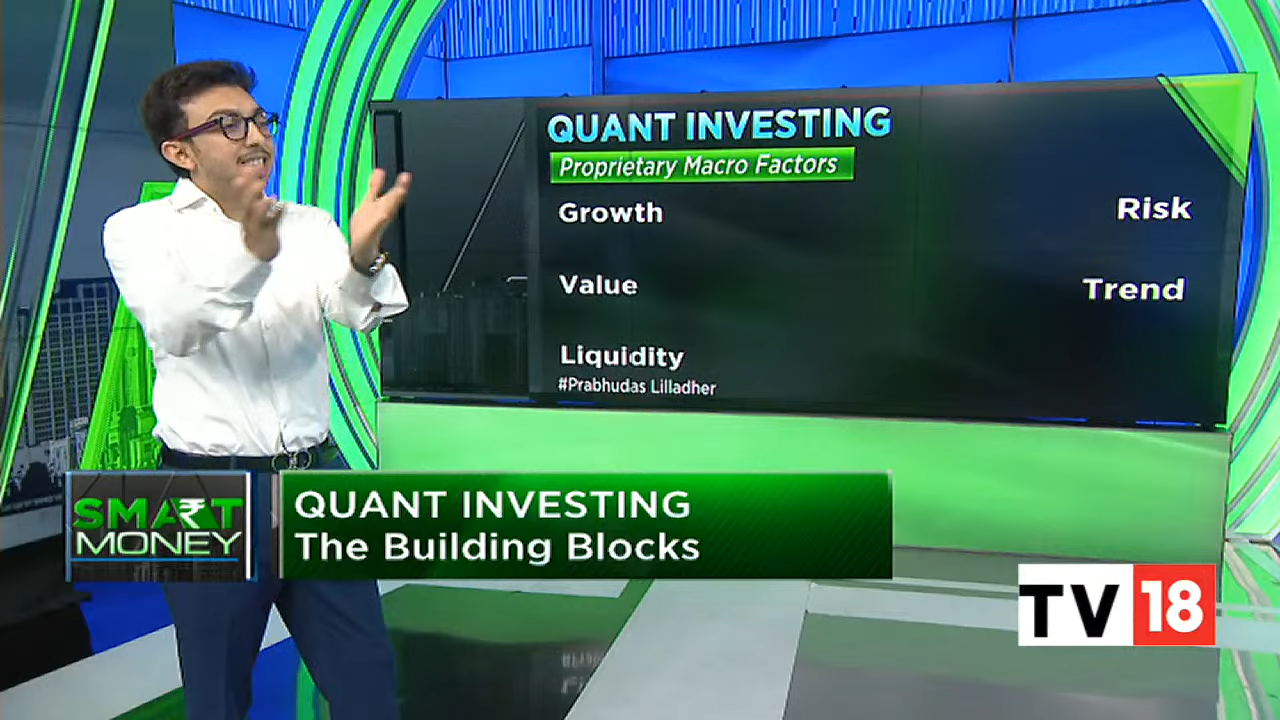 QUANT INVESTING
Proprietary Macro Factors
Growth
Risk
Value
Trend
Liquidity
#Prabhudas Lilladher
SMART
MONEY
QUANT INVESTING
The Building Blocks
TV18